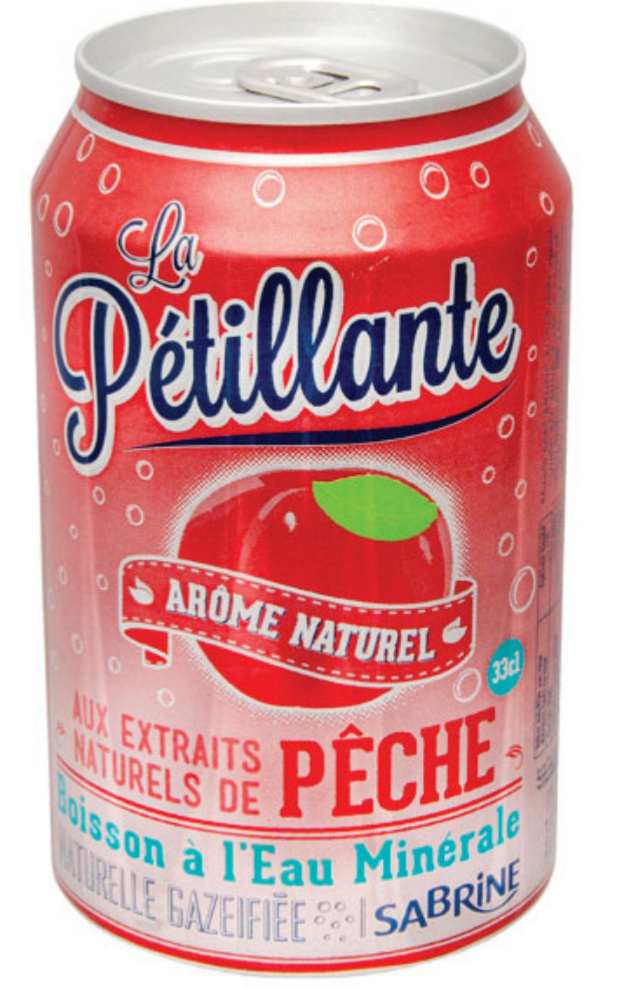 La
Pétillante
ARÔME NATUREL
33cl
AUX EXTRAITS
NATURELS DE
PÊCHE
Boisson à l'Eau Minérale
NATURELLE GAZEIFIÉE
SABRINE